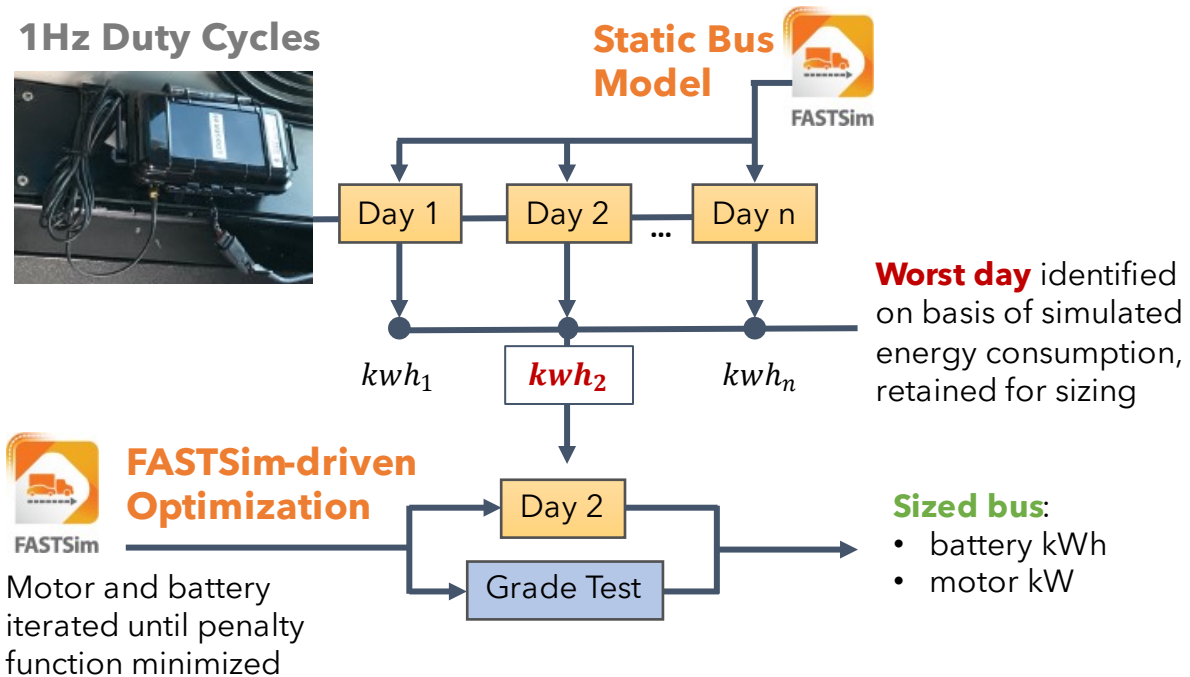 1Hz Duty Cycles
Static Bus
Model
FASTSim
Day 1
Day 2
...
Day n
Worst day identified
on basis of simulated
energy consumption,
retained for sizing
kwh₁
kwh₂
kwhₙ
FASTSim
FASTSim-driven
Optimization
Motor and battery
iterated until penalty
function minimized
Day 2
Grade Test
Sized bus:
• battery kWh
• motor kW